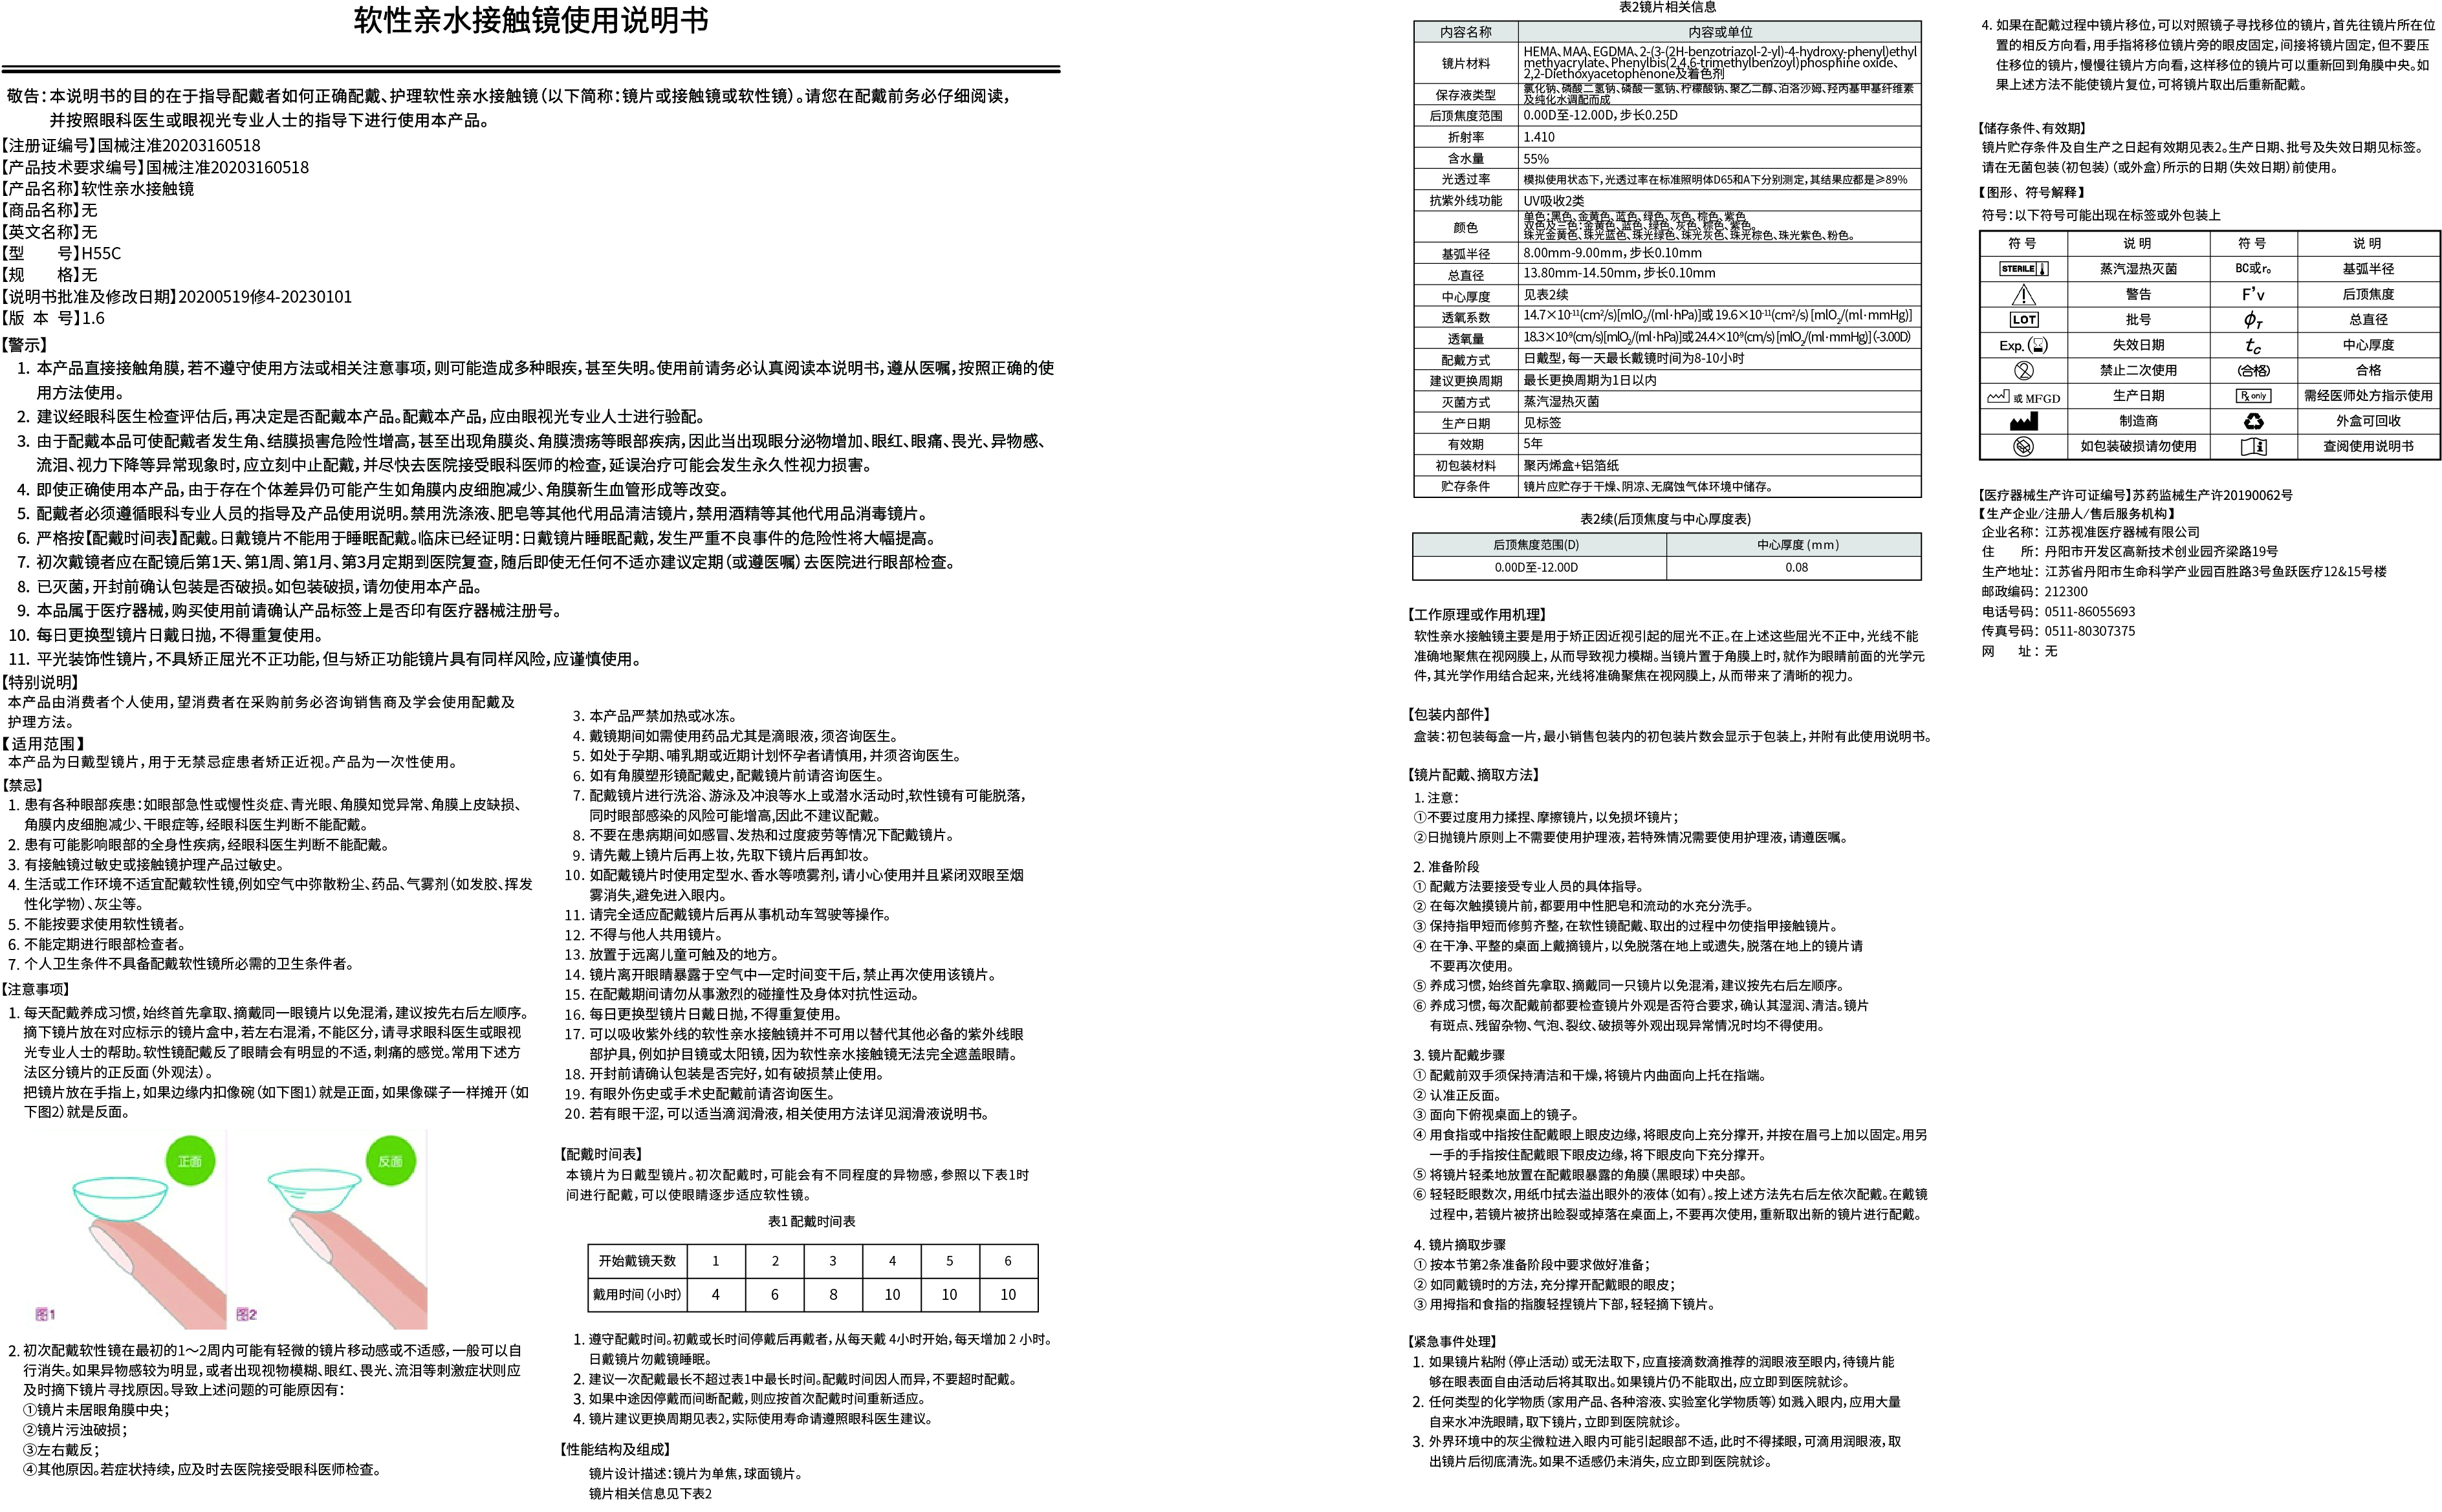 软性亲水接触镜使用说明书
敬告：本说明书的目的在于指导配戴者如何正确配戴、护理软性亲水接触镜（以下简称：镜片或接触镜或软性镜）。请您在配戴前务必仔细阅读，
并按照眼科医生或眼视光专业人士的指导下进行使用本产品。
【注册证编号】国械注准20203160518
【产品技术要求编号】国械注准20203160518
【产品名称】软性亲水接触镜
【商品名称】无
【英文名称】无
【型 号】H55C
【规 格】无
【说明书批准及修改日期】20200519修4-20230101
【版 本 号】1.6
【警示】
1. 本产品直接接触角膜，若不遵守使用方法或相关注意事项，则可能造成多种眼疾，甚至失明。使用前请务必认真阅读本说明书，遵从医嘱，按照正确的使
用方法使用。
2. 建议经眼科医生检查评估后，再决定是否配戴本产品。配戴本产品，应由眼视光专业人士进行验配。
3. 由于配戴本品可使配戴者发生角、结膜损害危险性增高，甚至出现角膜炎、角膜溃疡等眼部疾病，因此当出现眼分泌物增加、眼红、眼痛、畏光、异物感、
流泪、视力下降等异常现象时，应立刻中止配戴，并尽快去医院接受眼科医师的检查，延误治疗可能会发生永久性视力损害。
4. 即使正确使用本产品，由于存在个体差异仍可能产生如角膜内皮细胞减少、角膜新生血管形成等改变。
5. 配戴者必须遵循眼科专业人员的指导及产品使用说明。禁用洗涤液、肥皂等其他代用品清洁镜片，禁用酒精等其他代用品消毒镜片。
6. 严格按【配戴时间表】配戴。日戴镜片不能用于睡眠配戴。临床已经证明：日戴镜片睡眠配戴，发生严重不良事件的危险性将大幅提高。
7. 初次戴镜者应在配镜后第1天、第1周、第1月、第3月定期到医院复查，随后即使无任何不适亦建议定期（或遵医嘱）去医院进行眼部检查。
8. 已灭菌，开封前确认包装是否破损。如包装破损，请勿使用本产品。
9. 本品属于医疗器械，购买使用前请确认产品标签上是否印有医疗器械注册号。
10. 每日更换型镜片日戴日抛，不得重复使用。
11. 平光装饰性镜片，不具矫正屈光不正功能，但与矫正功能镜片具有同样风险，应谨慎使用。
【特别说明】
本产品由消费者个人使用，望消费者在采购前务必咨询销售商及学会使用配戴及
护理方法。
【适用范围】
本产品为日戴型镜片，用于无禁忌症患者矫正近视。产品为一次性使用。
【禁忌】
1. 患有各种眼部疾患：如眼部急性或慢性炎症、青光眼、角膜知觉异常、角膜上皮缺损、
角膜内皮细胞减少、干眼症等，经眼科医生判断不能配戴。
2. 患有可能影响眼部的全身性疾病，经眼科医生判断不能配戴。
3. 有接触镜过敏史或接触镜护理产品过敏史。
4. 生活或工作环境不适宜配戴软性镜,例如空气中弥散粉尘、药品、气雾剂（如发胶、挥发
性化学物）、灰尘等。
5. 不能按要求使用软性镜者。
6. 不能定期进行眼部检查者。
7. 个人卫生条件不具备配戴软性镜所必需的卫生条件者。
【注意事项】
1. 每天配戴养成习惯，始终首先拿取、摘戴同一眼镜片以免混淆，建议按先右后左顺序。
摘下镜片放在对应标示的镜片盒中，若左右混淆，不能区分，请寻求眼科医生或眼视
光专业人士的帮助。软性镜配戴反了眼睛会有明显的不适，刺痛的感觉。常用下述方
法区分镜片的正反面（外观法）。
把镜片放在手指上，如果边缘内扣像碗（如下图1）就是正面，如果像碟子一样摊开（如
下图2）就是反面。
正面
反面
图1
图2
2. 初次配戴软性镜在最初的1～2周内可能有轻微的镜片移动感或不适感，一般可以自
行消失。如果异物感较为明显，或者出现视物模糊、眼红、畏光、流泪等刺激症状则应
及时摘下镜片寻找原因。导致上述问题的可能原因有：
①镜片未居眼角膜中央；
②镜片污浊破损；
③左右戴反；
④其他原因。若症状持续，应及时去医院接受眼科医师检查。
3. 本产品严禁加热或冰冻。
4. 戴镜期间如需使用药品尤其是滴眼液，须咨询医生。
5. 如处于孕期、哺乳期或近期计划怀孕者请慎用，并须咨询医生。
6. 如有角膜塑形镜配戴史，配戴镜片前请咨询医生。
7. 配戴镜片进行洗浴、游泳及冲浪等水上或潜水活动时,软性镜有可能脱落，
同时眼部感染的风险可能增高,因此不建议配戴。
8. 不要在患病期间如感冒、发热和过度疲劳等情况下配戴镜片。
9. 请先戴上镜片后再上妆，先取下镜片后再卸妆。
10. 如配戴镜片时使用定型水、香水等喷雾剂，请小心使用并且紧闭双眼至烟
雾消失,避免进入眼内。
11. 请完全适应配戴镜片后再从事机动车驾驶等操作。
12. 不得与他人共用镜片。
13. 放置于远离儿童可触及的地方。
14. 镜片离开眼睛暴露于空气中一定时间变干后，禁止再次使用该镜片。
15. 在配戴期间请勿从事激烈的碰撞性及身体对抗性运动。
16. 每日更换型镜片日戴日抛，不得重复使用。
17. 可以吸收紫外线的软性亲水接触镜并不可用以替代其他必备的紫外线眼
部护具，例如护目镜或太阳镜，因为软性亲水接触镜无法完全遮盖眼睛。
18. 开封前请确认包装是否完好，如有破损禁止使用。
19. 有眼外伤史或手术史配戴前请咨询医生。
20. 若有眼干涩，可以适当滴润滑液，相关使用方法详见润滑液说明书。
【配戴时间表】
本镜片为日戴型镜片。初次配戴时，可能会有不同程度的异物感，参照以下表1时
间进行配戴，可以使眼睛逐步适应软性镜。
表1 配戴时间表
开始戴镜天数 1 2 3 4 5 6
戴用时间（小时） 4 6 8 10 10 10
1. 遵守配戴时间。初戴或长时间停戴后再戴者，从每天戴 4小时开始，每天增加 2 小时。
日戴镜片勿戴镜睡眠。
2. 建议一次配戴最长不超过表1中最长时间。配戴时间因人而异，不要超时配戴。
3. 如果中途因停戴而间断配戴，则应按首次配戴时间重新适应。
4. 镜片建议更换周期见表2，实际使用寿命请遵照眼科医生建议。
【性能结构及组成】
镜片设计描述：镜片为单焦，球面镜片。
镜片相关信息见下表2
表2镜片相关信息
内容名称 内容或单位
镜片材料 HEMA、MAA、EGDMA、2-(3-(2H-benzotriazol-2-yl)-4-hydroxy-phenyl)ethyl
methyacrylate、Phenylbis(2,4,6-trimethylbenzoyl)phosphine oxide、
2,2-Diethoxyacetophenone及着色剂
保存液类型 氯化钠、磷酸二氢钠、磷酸一氢钠、柠檬酸钠、聚乙二醇、泊洛沙姆、羟丙基甲基纤维素
及纯化水调配而成
后顶焦度范围 0.00D至-12.00D，步长0.25D
折射率 1.410
含水量 55%
光透过率 模拟使用状态下，光透过率在标准照明体D65和A下分别测定，其结果应都是≥89%
抗紫外线功能 UV吸收2类
颜色 单色：黑色、金黄色、蓝色、绿色、灰色、棕色、紫色
双色及三色：金黄色、蓝色、绿色、灰色、棕色、紫色。
珠光金黄色、珠光蓝色、珠光绿色、珠光灰色、珠光棕色、珠光紫色、粉色。
基弧半径 8.00mm-9.00mm，步长0.10mm
总直径 13.80mm-14.50mm，步长0.10mm
中心厚度 见表2续
透氧系数 14.7×10⁻¹¹(cm²/s)[mlO₂/(ml·hPa)]或 19.6×10⁻¹¹(cm²/s) [mlO₂/(ml·mmHg)]
透氧量 18.3×10⁻⁹(cm/s)[mlO₂/(ml·hPa)]或24.4×10⁻⁹(cm/s) [mlO₂/(ml·mmHg)] (-3.00D)
配戴方式 日戴型，每一天最长戴镜时间为8-10小时
建议更换周期 最长更换周期为1日以内
灭菌方式 蒸汽湿热灭菌
生产日期 见标签
有效期 5年
初包装材料 聚丙烯盒+铝箔纸
贮存条件 镜片应贮存于干燥、阴凉、无腐蚀气体环境中储存。
表2续(后顶焦度与中心厚度表)
后顶焦度范围(D) 中心厚度 (mm)
0.00D至-12.00D 0.08
【工作原理或作用机理】
软性亲水接触镜主要是用于矫正因近视引起的屈光不正。在上述这些屈光不正中，光线不能
准确地聚焦在视网膜上，从而导致视力模糊。当镜片置于角膜上时，就作为眼睛前面的光学元
件，其光学作用结合起来，光线将准确聚焦在视网膜上，从而带来了清晰的视力。
【包装内部件】
盒装：初包装每盒一片，最小销售包装内的初包装片数会显示于包装上，并附有此使用说明书。
【镜片配戴、摘取方法】
1. 注意：
①不要过度用力揉捏、摩擦镜片，以免损坏镜片；
②日抛镜片原则上不需要使用护理液，若特殊情况需要使用护理液，请遵医嘱。
2. 准备阶段
① 配戴方法要接受专业人员的具体指导。
② 在每次触摸镜片前，都要用中性肥皂和流动的水充分洗手。
③ 保持指甲短而修剪齐整，在软性镜配戴、取出的过程中勿使指甲接触镜片。
④ 在干净、平整的桌面上戴摘镜片，以免脱落在地上或遗失，脱落在地上的镜片请
不要再次使用。
⑤ 养成习惯，始终首先拿取、摘戴同一只镜片以免混淆，建议按先右后左顺序。
⑥ 养成习惯，每次配戴前都要检查镜片外观是否符合要求，确认其湿润、清洁。镜片
有斑点、残留杂物、气泡、裂纹、破损等外观出现异常情况时均不得使用。
3. 镜片配戴步骤
① 配戴前双手须保持清洁和干燥，将镜片内曲面向上托在指端。
② 认准正反面。
③ 面向下俯视桌面上的镜子。
④ 用食指或中指按住配戴眼上眼皮边缘，将眼皮向上充分撑开，并按在眉弓上加以固定。用另
一手的手指按住配戴眼下眼皮边缘，将下眼皮向下充分撑开。
⑤ 将镜片轻柔地放置在配戴眼暴露的角膜（黑眼球）中央部。
⑥ 轻轻眨眼数次，用纸巾拭去溢出眼外的液体（如有）。按上述方法先右后左依次配戴。在戴镜
过程中，若镜片被挤出睑裂或掉落在桌面上，不要再次使用，重新取出新的镜片进行配戴。
4. 镜片摘取步骤
① 按本节第2条准备阶段中要求做好准备；
② 如同戴镜时的方法，充分撑开配戴眼的眼皮；
③ 用拇指和食指的指腹轻捏镜片下部，轻轻摘下镜片。
【紧急事件处理】
1. 如果镜片粘附（停止活动）或无法取下，应直接滴数滴推荐的润眼液至眼内，待镜片能
够在眼表面自由活动后将其取出。如果镜片仍不能取出，应立即到医院就诊。
2. 任何类型的化学物质（家用产品、各种溶液、实验室化学物质等）如溅入眼内，应用大量
自来水冲洗眼睛，取下镜片，立即到医院就诊。
3. 外界环境中的灰尘微粒进入眼内可能引起眼部不适，此时不得揉眼，可滴用润眼液，取
出镜片后彻底清洗。如果不适感仍未消失，应立即到医院就诊。
4. 如果在配戴过程中镜片移位，可以对照镜子寻找移位的镜片，首先往镜片所在位
置的相反方向看，用手指将移位镜片旁的眼皮固定，间接将镜片固定，但不要压
住移位的镜片，慢慢往镜片方向看，这样移位的镜片可以重新回到角膜中央。如
果上述方法不能使镜片复位，可将镜片取出后重新配戴。
【储存条件、有效期】
镜片贮存条件及自生产之日起有效期见表2。生产日期、批号及失效日期见标签。
请在无菌包装（初包装）（或外盒）所示的日期（失效日期）前使用。
【图形、符号解释】
符号：以下符号可能出现在标签或外包装上
符 号 说 明 符 号 说 明
STERILE 蒸汽湿热灭菌 BC或r₀ 基弧半径
警告 F'v 后顶焦度
LOT 批号 ϕT 总直径
Exp. 失效日期 tc 中心厚度
2 禁止二次使用 (合格) 合格
或 MFGD 生产日期 Rx only 需经医师处方指示使用
制造商 外盒可回收
如包装破损请勿使用 i 查阅使用说明书
【医疗器械生产许可证编号】苏药监械生产许20190062号
【生产企业/注册人/售后服务机构】
企业名称：江苏视准医疗器械有限公司
住 所：丹阳市开发区高新技术创业园齐梁路19号
生产地址：江苏省丹阳市生命科学产业园百胜路3号鱼跃医疗12&15号楼
邮政编码：212300
电话号码：0511-86055693
传真号码：0511-80307375
网 址：无